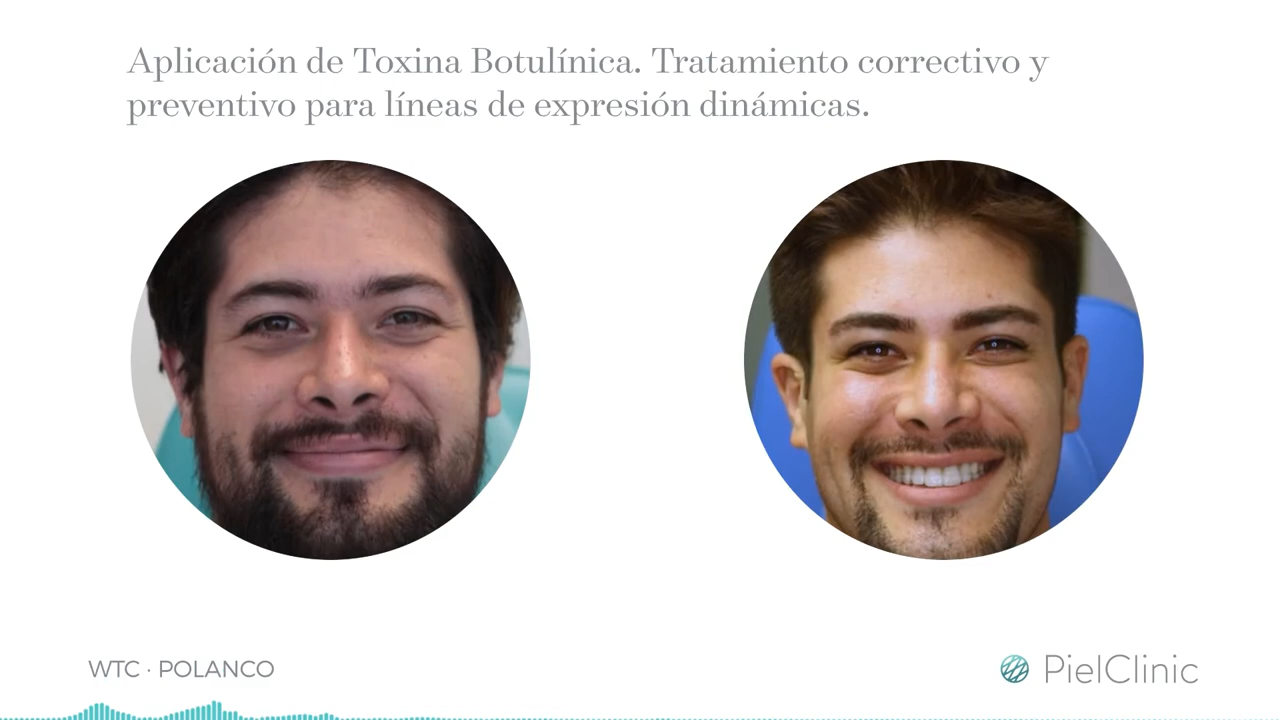 Aplicación de Toxina Botulínica. Tratamiento correctivo y
preventivo para líneas de expresión dinámicas.
WTC · POLANCO
PielClinic